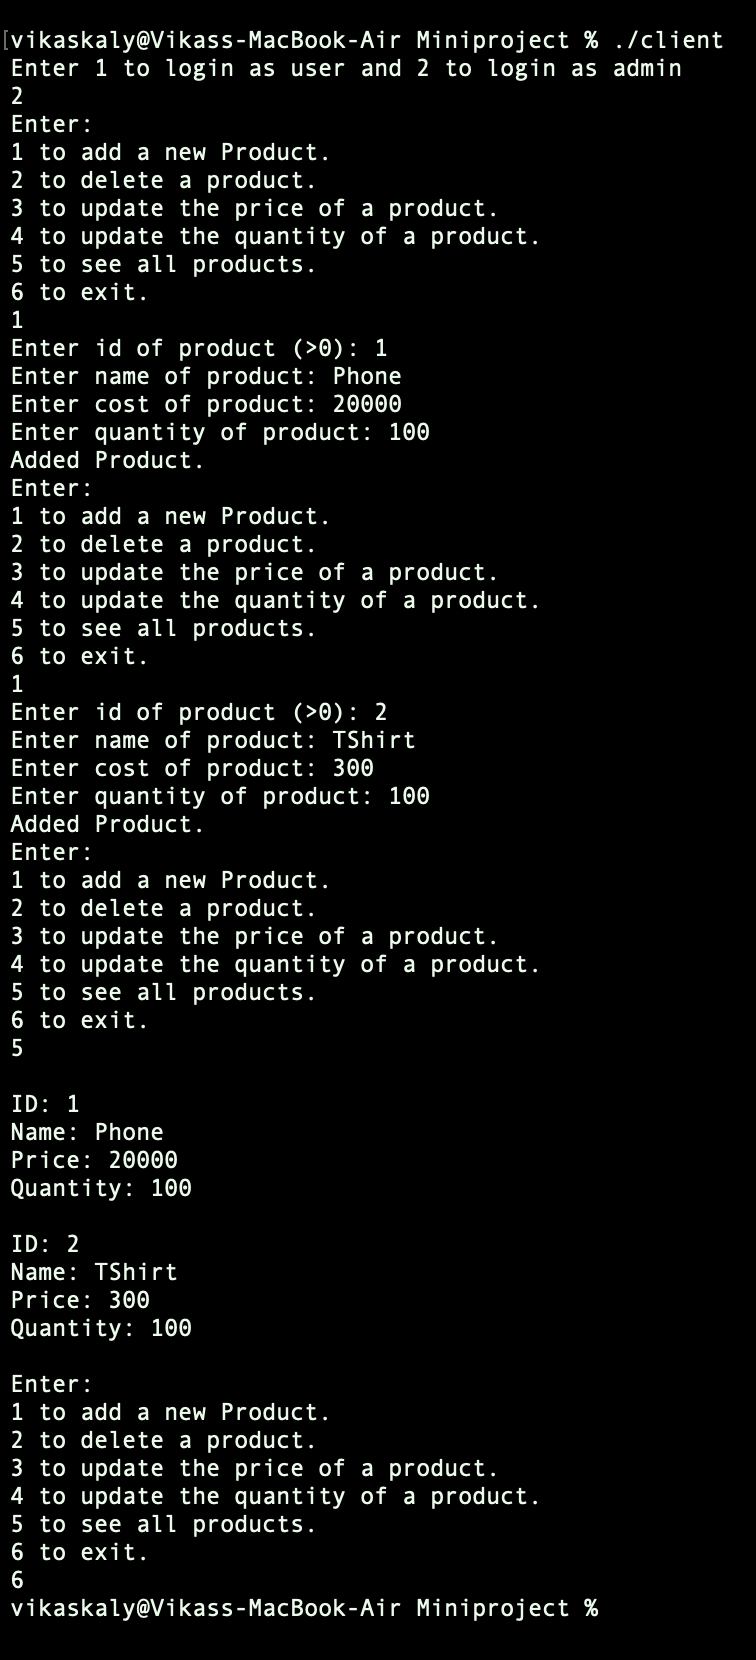 [vikaskaly@Vikass-MacBook-Air Miniproject % ./client
Enter 1 to login as user and 2 to login as admin
2
Enter:
1 to add a new Product.
2 to delete a product.
3 to update the price of a product.
4 to update the quantity of a product.
5 to see all products.
6 to exit.
1
Enter id of product (>0): 1
Enter name of product: Phone
Enter cost of product: 20000
Enter quantity of product: 100
Added Product.
Enter:
1 to add a new Product.
2 to delete a product.
3 to update the price of a product.
4 to update the quantity of a product.
5 to see all products.
6 to exit.
1
Enter id of product (>0): 2
Enter name of product: TShirt
Enter cost of product: 300
Enter quantity of product: 100
Added Product.
Enter:
1 to add a new Product.
2 to delete a product.
3 to update the price of a product.
4 to update the quantity of a product.
5 to see all products.
6 to exit.
5

ID: 1
Name: Phone
Price: 20000
Quantity: 100

ID: 2
Name: TShirt
Price: 300
Quantity: 100

Enter:
1 to add a new Product.
2 to delete a product.
3 to update the price of a product.
4 to update the quantity of a product.
5 to see all products.
6 to exit.
6
vikaskaly@Vikass-MacBook-Air Miniproject %